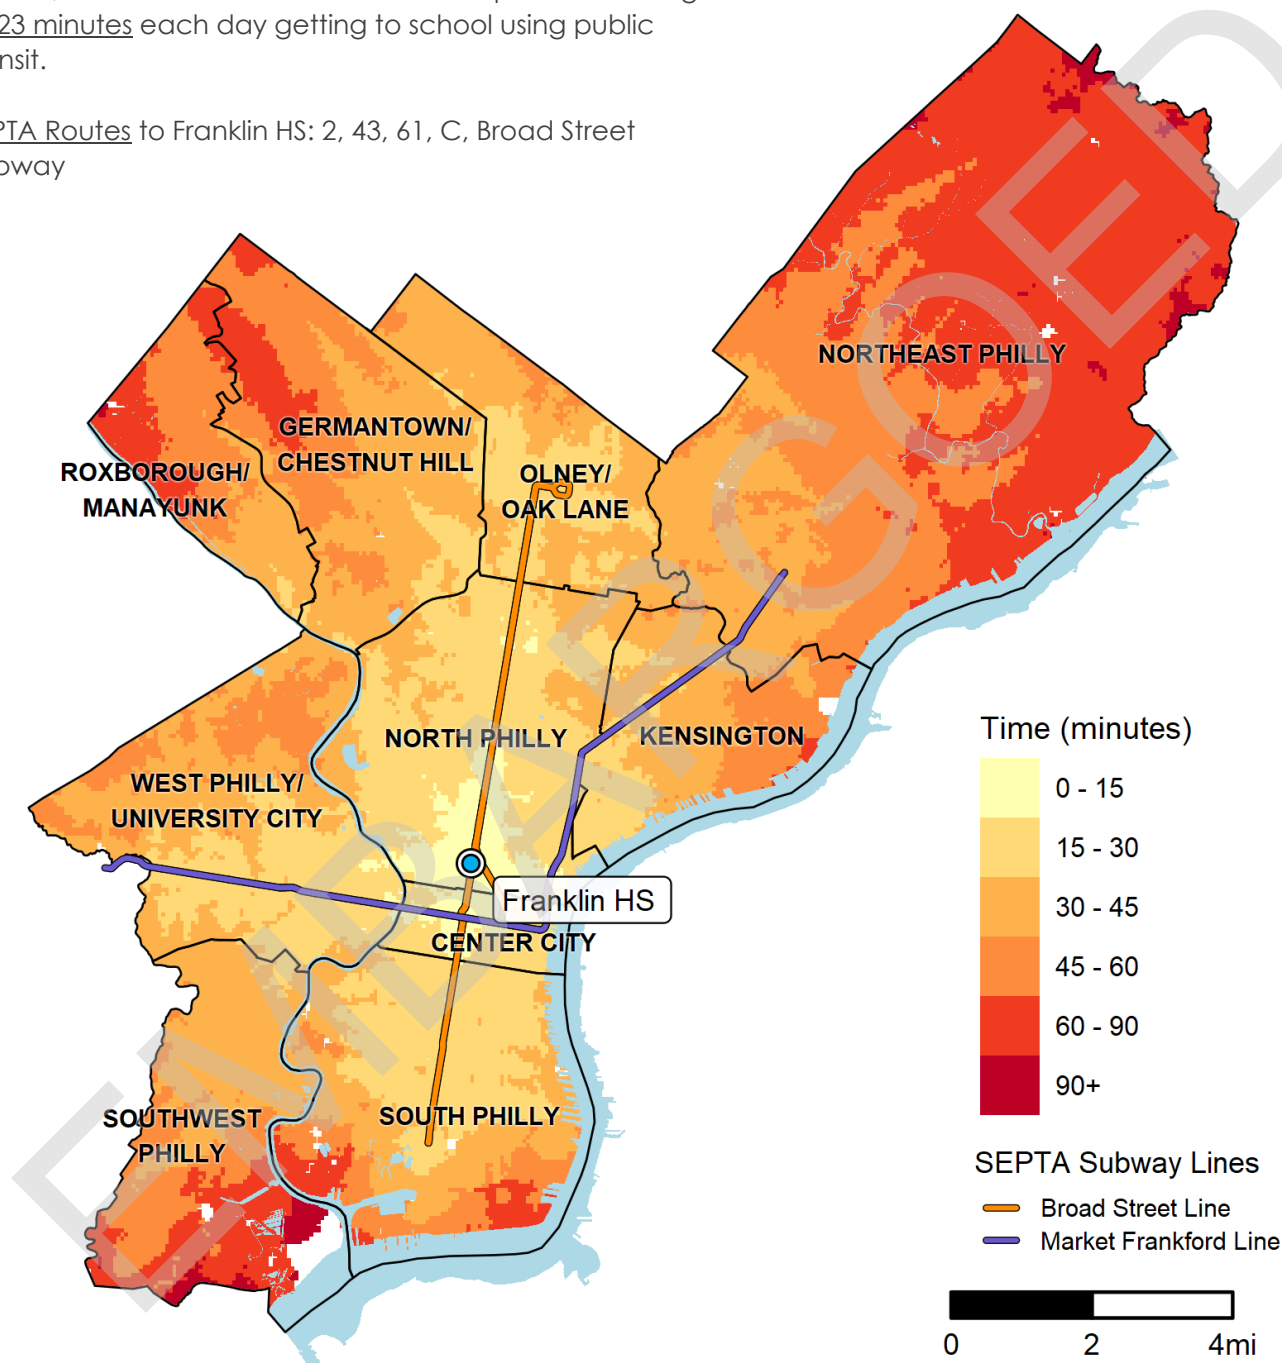 23 minutes each day getting to school using public
nsit.
PTA Routes to Franklin HS: 2, 43, 61, C, Broad Street
way
NORTHEAST PHILLY
GERMANTOWN/
CHESTNUT HILL
ROXBOROUGH/
MANAYUNK
OLNEY/
OAK LANE
NORTH PHILLY
KENSINGTON
WEST PHILLY/
UNIVERSITY CITY
Franklin HS
CENTER CITY
SOUTHWEST
PHILLY
SOUTH PHILLY
Time (minutes)
0 - 15
15 - 30
30 - 45
45 - 60
60 - 90
90+
SEPTA Subway Lines
Broad Street Line
Market Frankford Line
0 2 4mi
EMBARGOED